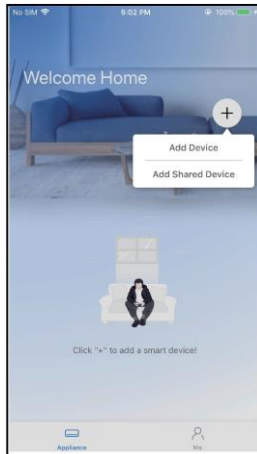 No SIM 5:02 PM 100%
Welcome Home
+
Add Device
Add Shared Device
Click "+" to add a smart device!
Appliance Me